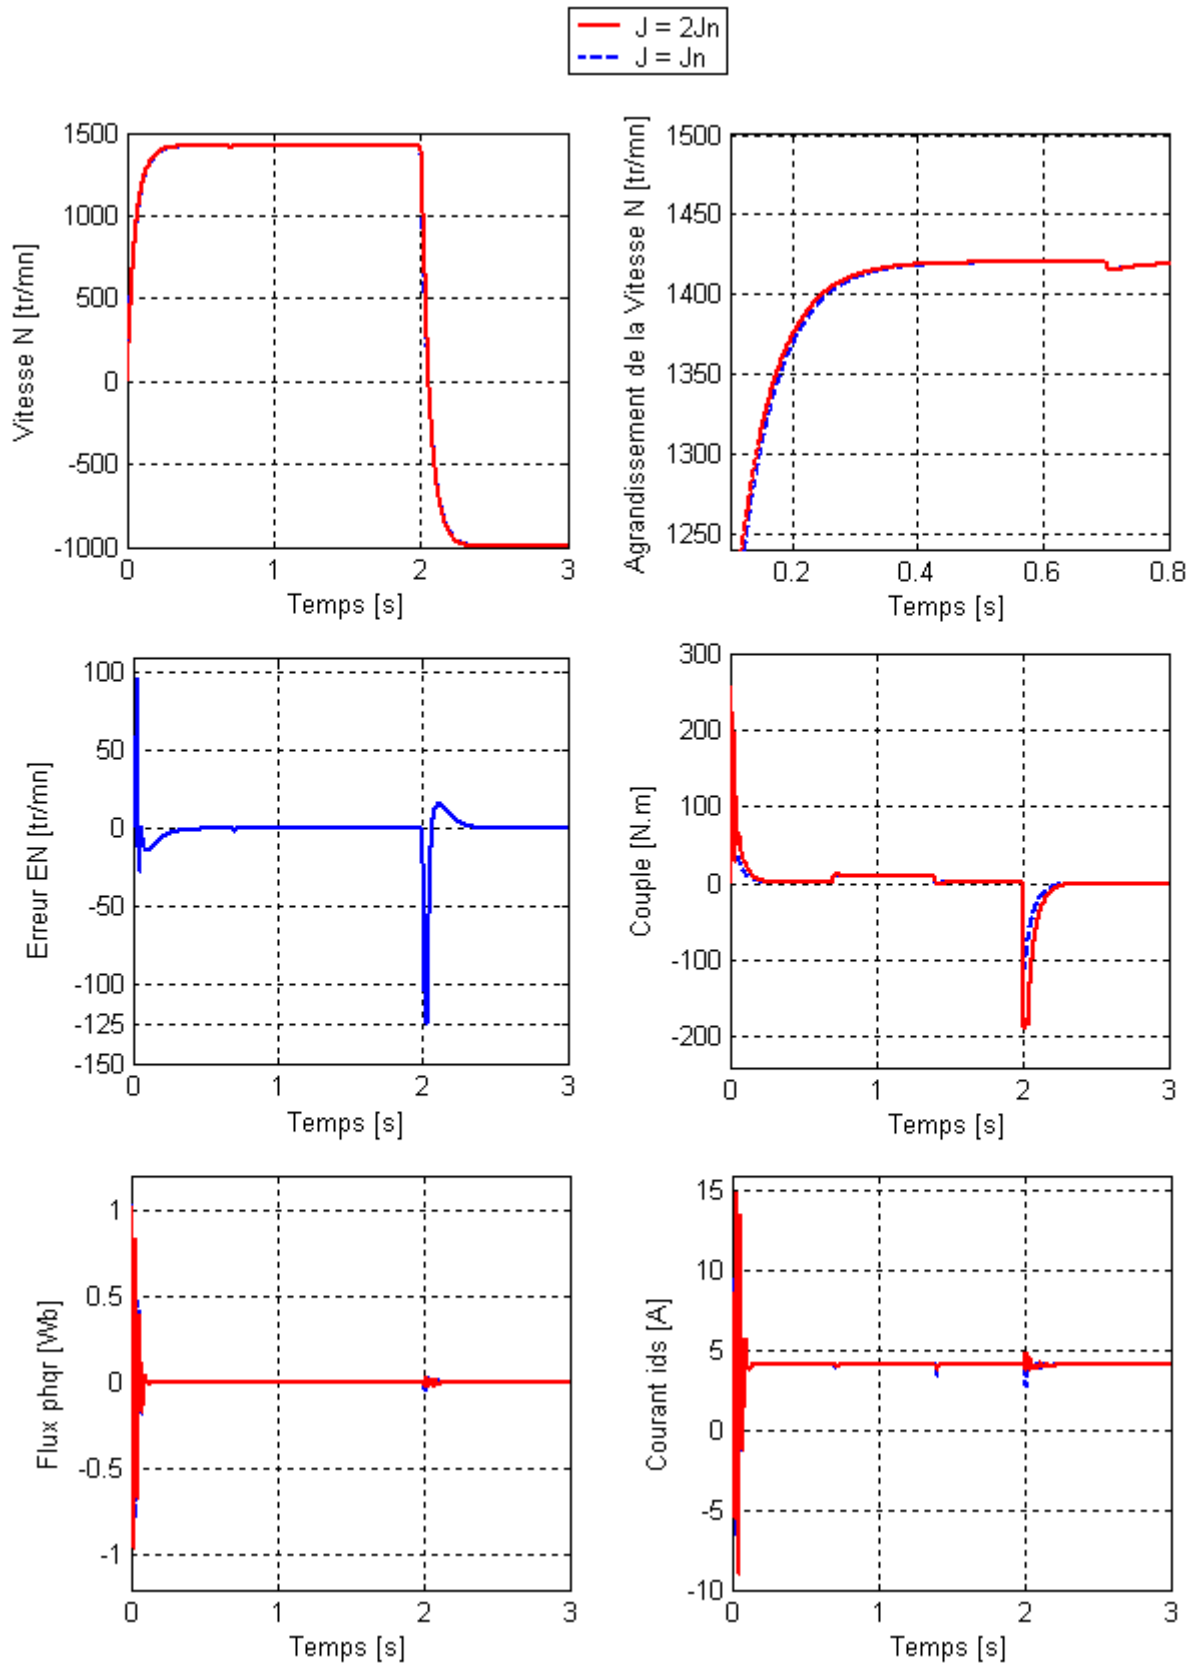 J = 2Jn
J = Jn
Vitesse N [tr/mn]
1500
1000
500
0
-500
-1000
0 1 2 3
Temps [s]
Agrandissement de la Vitesse N [tr/mn]
1500
1450
1400
1350
1300
1250
0.2 0.4 0.6 0.8
Temps [s]
Erreur EN [tr/mn]
100
50
0
-50
-100
-125
-150
0 1 2 3
Temps [s]
Couple [N.m]
300
200
100
0
-100
-200
0 1 2 3
Temps [s]
Flux phqr [Wb]
1
0.5
0
-0.5
-1
0 1 2 3
Temps [s]
Courant ids [A]
15
10
5
0
-5
-10
0 1 2 3
Temps [s]